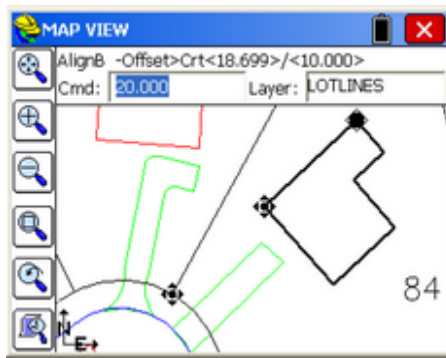 MAP VIEW
AlignB -Offset>Crt<18.699>/<10.000>
Cmd: 20.000 Layer: LOTLINES
84
N
E